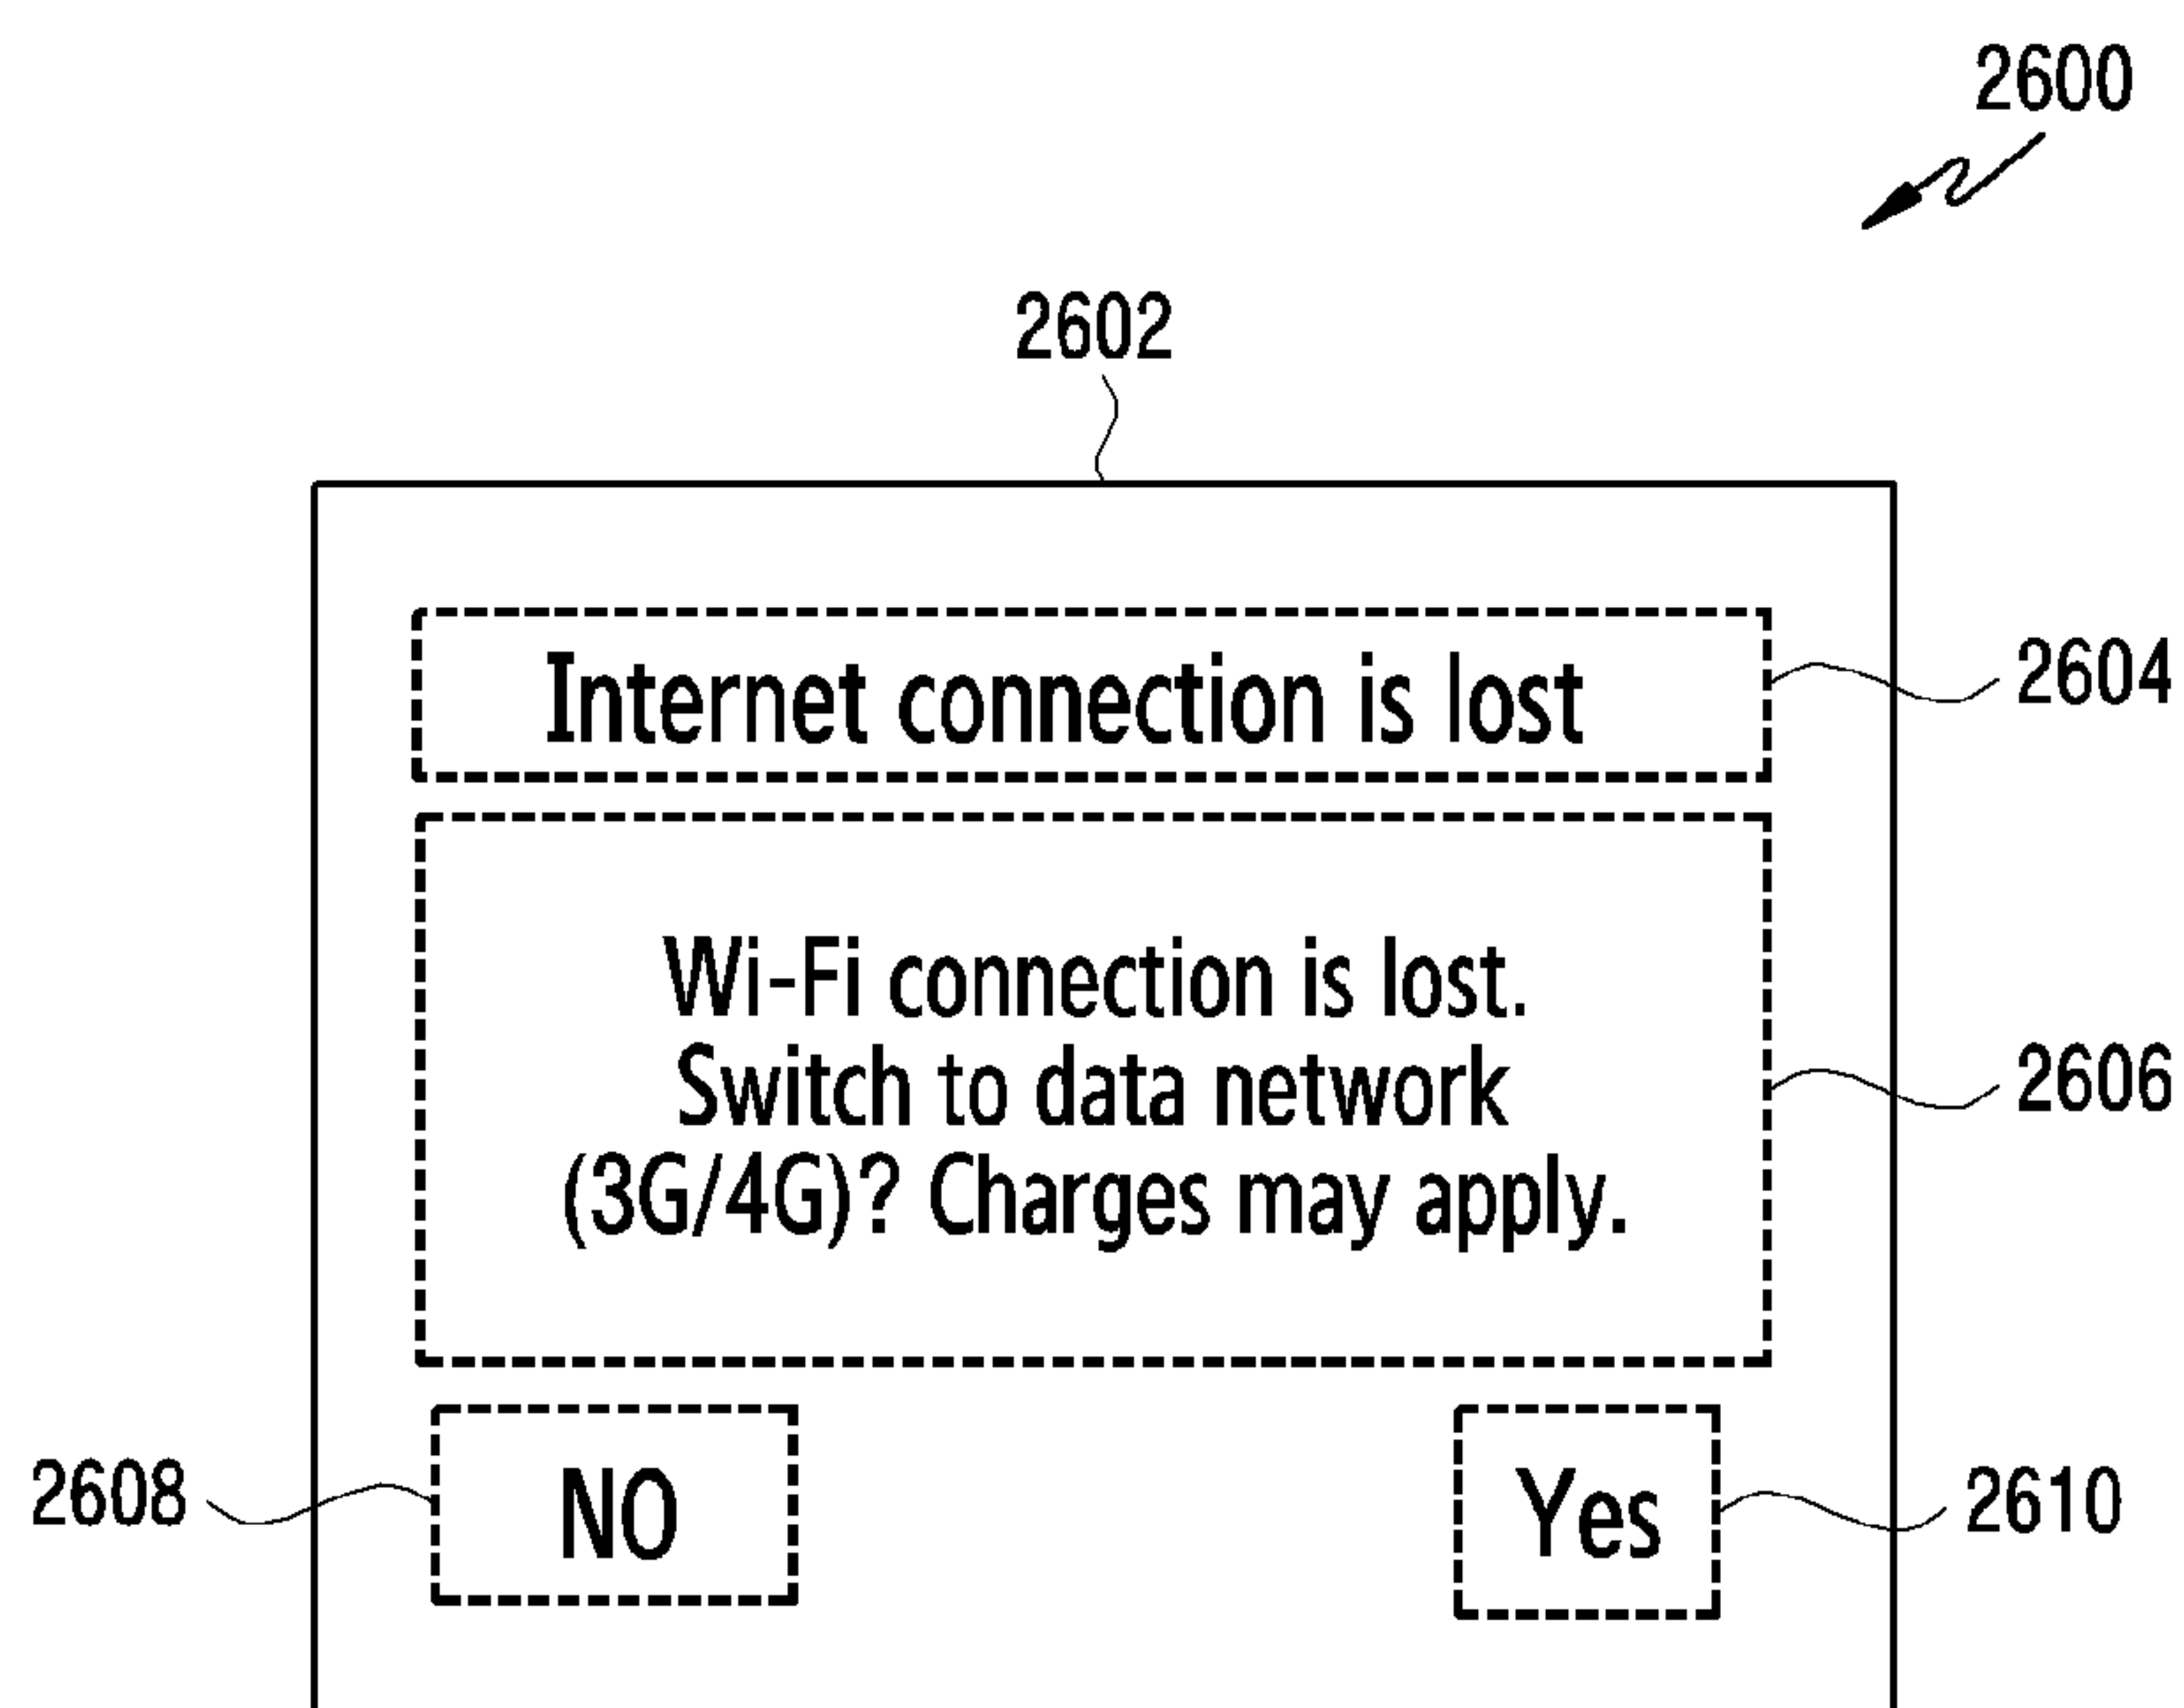 2600
2602
Internet connection is lost
2604
Wi-Fi connection is lost.
Switch to data network
(3G/4G)? Charges may apply.
2606
2608
NO
Yes
2610